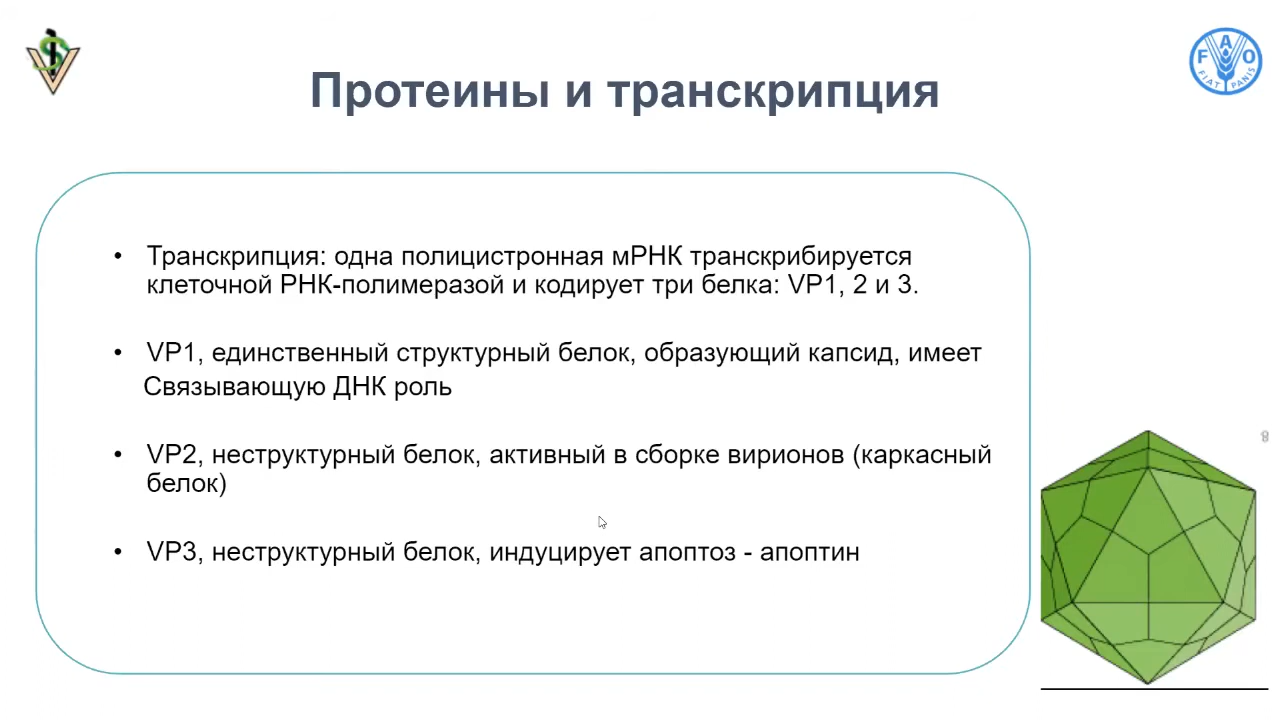 Протеины и транскрипция
• Транскрипция: одна полицистронная мРНК транскрибируется
клеточной РНК-полимеразой и кодирует три белка: VP1, 2 и 3.
• VP1, единственный структурный белок, образующий капсид, имеет
Связывающую ДНК роль
• VP2, неструктурный белок, активный в сборке вирионов (каркасный
белок)
• VP3, неструктурный белок, индуцирует апоптоз - апоптин
F A O
FIAT PANIS